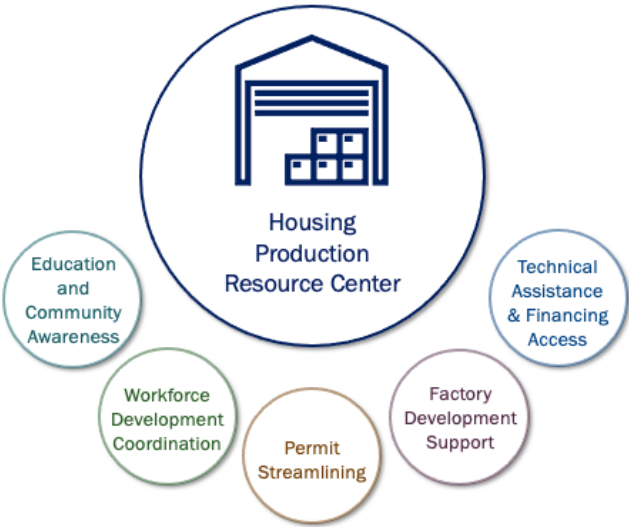 Housing
Production
Resource Center
Education
and
Community
Awareness
Workforce
Development
Coordination
Permit
Streamlining
Factory
Development
Support
Technical
Assistance
& Financing
Access